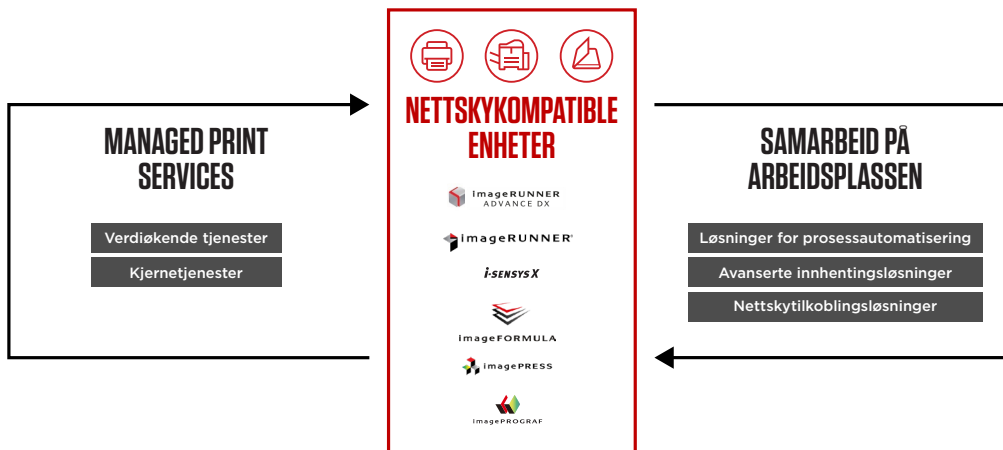 MANAGED PRINT
SERVICES
Verdiøkende tjenester
Kjernetjenester
NETTSKYKOMPATIBLE
ENHETER
imageRUNNER
ADVANCE DX
imageRUNNER®
i-SENSYS X
imageFORMULA
imagePRESS
imagePROGRAF
SAMARBEID PÅ
ARBEIDSPLASSEN
Løsninger for prosessautomatisering
Avanserte innhentingsløsninger
Nettskytilkoblingsløsninger